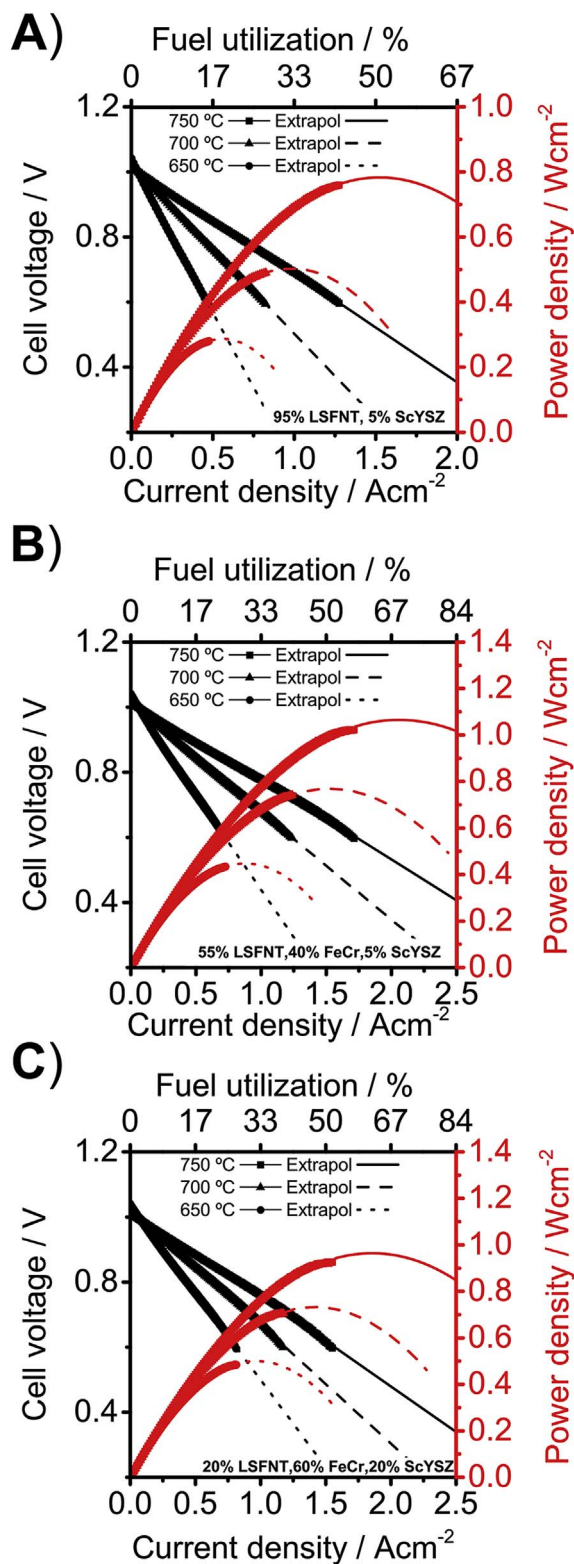 A)
Fuel utilization / %
0 17 33 50 67
1.2 1.0
750 ºC Extrapol
700 ºC Extrapol
650 ºC Extrapol
0.8
0.8 0.6
0.4
0.4 0.2
0.0
Cell voltage / V
Power density / Wcm-2
95% LSFNT, 5% ScYSZ
0.0 0.5 1.0 1.5 2.0
Current density / Acm-2
B)
Fuel utilization / %
0 17 33 50 67 84
1.2 1.4
750 ºC Extrapol
700 ºC Extrapol
650 ºC Extrapol
1.2
1.0
0.8 0.8
0.6
0.4 0.4
0.2
0.0
Cell voltage / V
Power density / Wcm-2
55% LSFNT,40% FeCr,5% ScYSZ
0.0 0.5 1.0 1.5 2.0 2.5
Current density / Acm-2
C)
Fuel utilization / %
0 17 33 50 67 84
1.2 1.4
750 ºC Extrapol
700 ºC Extrapol
650 ºC Extrapol
1.2
1.0
0.8 0.8
0.6
0.4 0.4
0.2
0.0
Cell voltage / V
Power density / Wcm-2
20% LSFNT,60% FeCr,20% ScYSZ
0.0 0.5 1.0 1.5 2.0 2.5
Current density / Acm-2